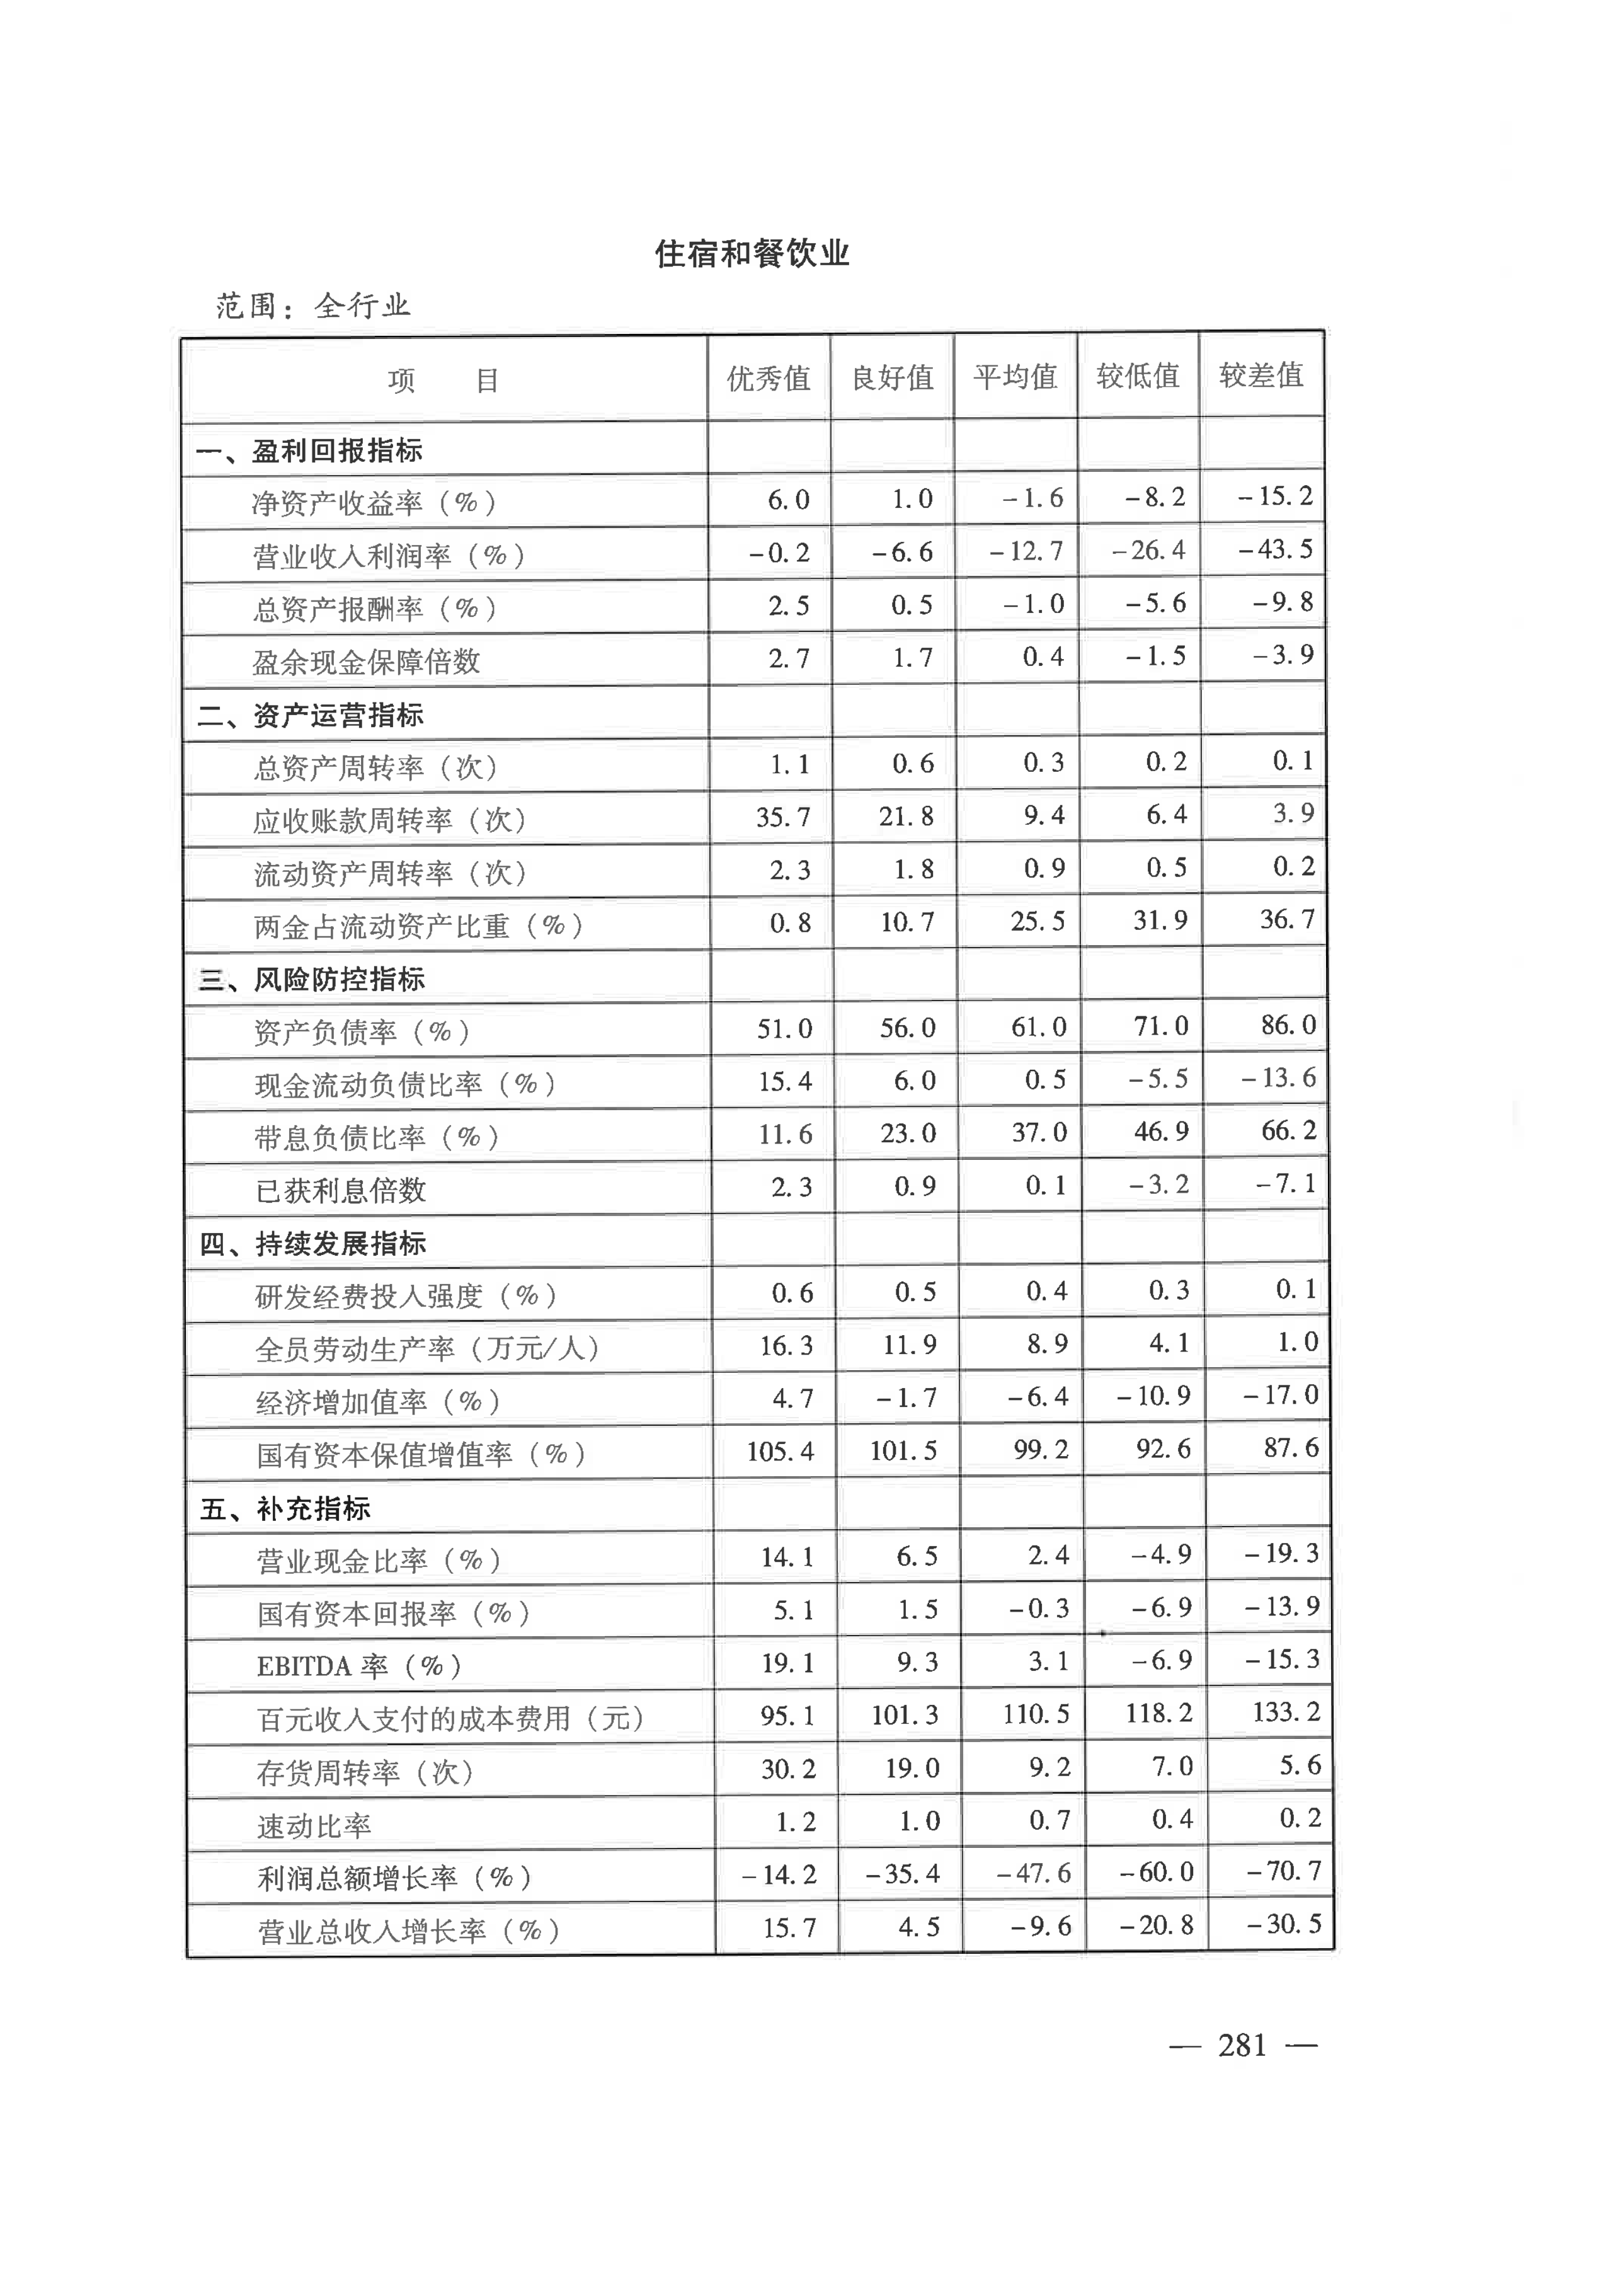 住宿和餐饮业
范围：全行业
项 目 优秀值 良好值 平均值 较低值 较差值
一、盈利回报指标
净资产收益率（%） 6.0 1.0 -1.6 -8.2 -15.2
营业收入利润率（%） -0.2 -6.6 -12.7 -26.4 -43.5
总资产报酬率（%） 2.5 0.5 -1.0 -5.6 -9.8
盈余现金保障倍数 2.7 1.7 0.4 -1.5 -3.9
二、资产运营指标
总资产周转率（次） 1.1 0.6 0.3 0.2 0.1
应收账款周转率（次） 35.7 21.8 9.4 6.4 3.9
流动资产周转率（次） 2.3 1.8 0.9 0.5 0.2
两金占流动资产比重（%） 0.8 10.7 25.5 31.9 36.7
三、风险防控指标
资产负债率（%） 51.0 56.0 61.0 71.0 86.0
现金流动负债比率（%） 15.4 6.0 0.5 -5.5 -13.6
带息负债比率（%） 11.6 23.0 37.0 46.9 66.2
已获利息倍数 2.3 0.9 0.1 -3.2 -7.1
四、持续发展指标
研发经费投入强度（%） 0.6 0.5 0.4 0.3 0.1
全员劳动生产率（万元/人） 16.3 11.9 8.9 4.1 1.0
经济增加值率（%） 4.7 -1.7 -6.4 -10.9 -17.0
国有资本保值增值率（%） 105.4 101.5 99.2 92.6 87.6
五、补充指标
营业现金比率（%） 14.1 6.5 2.4 -4.9 -19.3
国有资本回报率（%） 5.1 1.5 -0.3 -6.9 -13.9
EBITDA 率（%） 19.1 9.3 3.1 -6.9 -15.3
百元收入支付的成本费用（元） 95.1 101.3 110.5 118.2 133.2
存货周转率（次） 30.2 19.0 9.2 7.0 5.6
速动比率 1.2 1.0 0.7 0.4 0.2
利润总额增长率（%） -14.2 -35.4 -47.6 -60.0 -70.7
营业总收入增长率（%） 15.7 4.5 -9.6 -20.8 -30.5
— 281 —